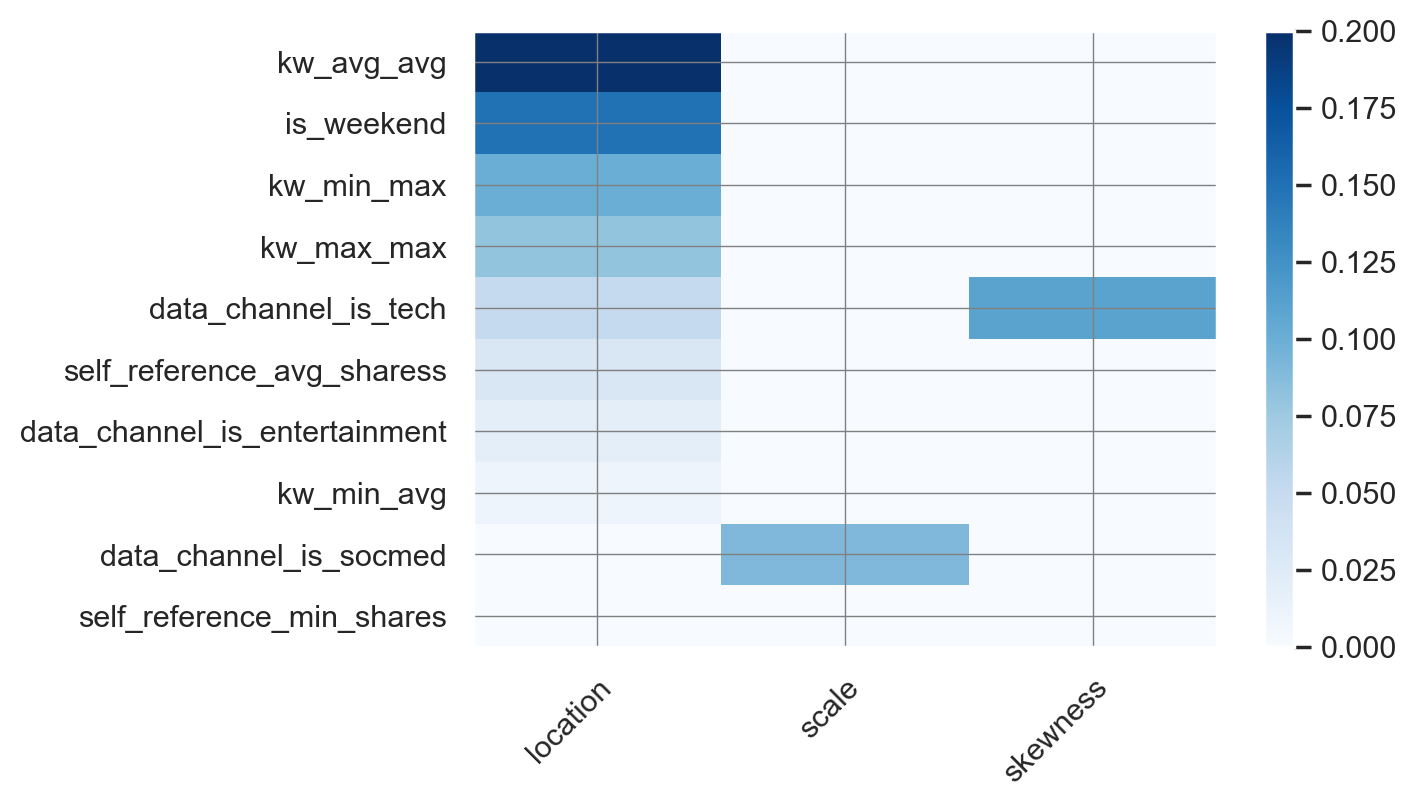 kw_avg_avg
is_weekend
kw_min_max
kw_max_max
data_channel_is_tech
self_reference_avg_sharess
data_channel_is_entertainment
kw_min_avg
data_channel_is_socmed
self_reference_min_shares
location
scale
skewness
0.200
0.175
0.150
0.125
0.100
0.075
0.050
0.025
0.000